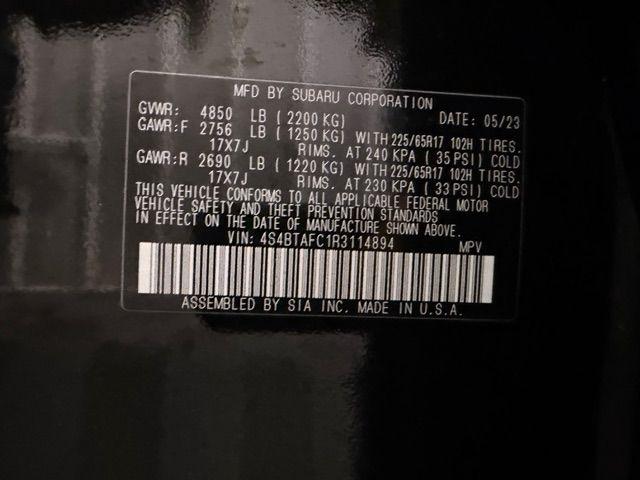 MFD BY SUBARU CORPORATION DATE: 05/23
GVWR: 4850 LB (2200 KG)
GAWR:F 2756 LB (1250 KG) WITH 225/65R17 102H TIRES.
17X7J RIMS. AT 240 KPA (35 PSI) COLD
GAWR:R 2690 LB (1220 KG) WITH 225/65R17 102H TIRES.
17X7J RIMS. AT 230 KPA (33 PSI) COLD
THIS VEHICLE CONFORMS TO ALL APPLICABLE FEDERAL MOTOR
VEHICLE SAFETY AND THEFT PREVENTION STANDARDS
IN EFFECT ON THE DATE OF MANUFACTURE SHOWN ABOVE.
VIN: 4S4BTAFC1R3114894 MPV
ASSEMBLED BY SIA INC. MADE IN U.S.A.